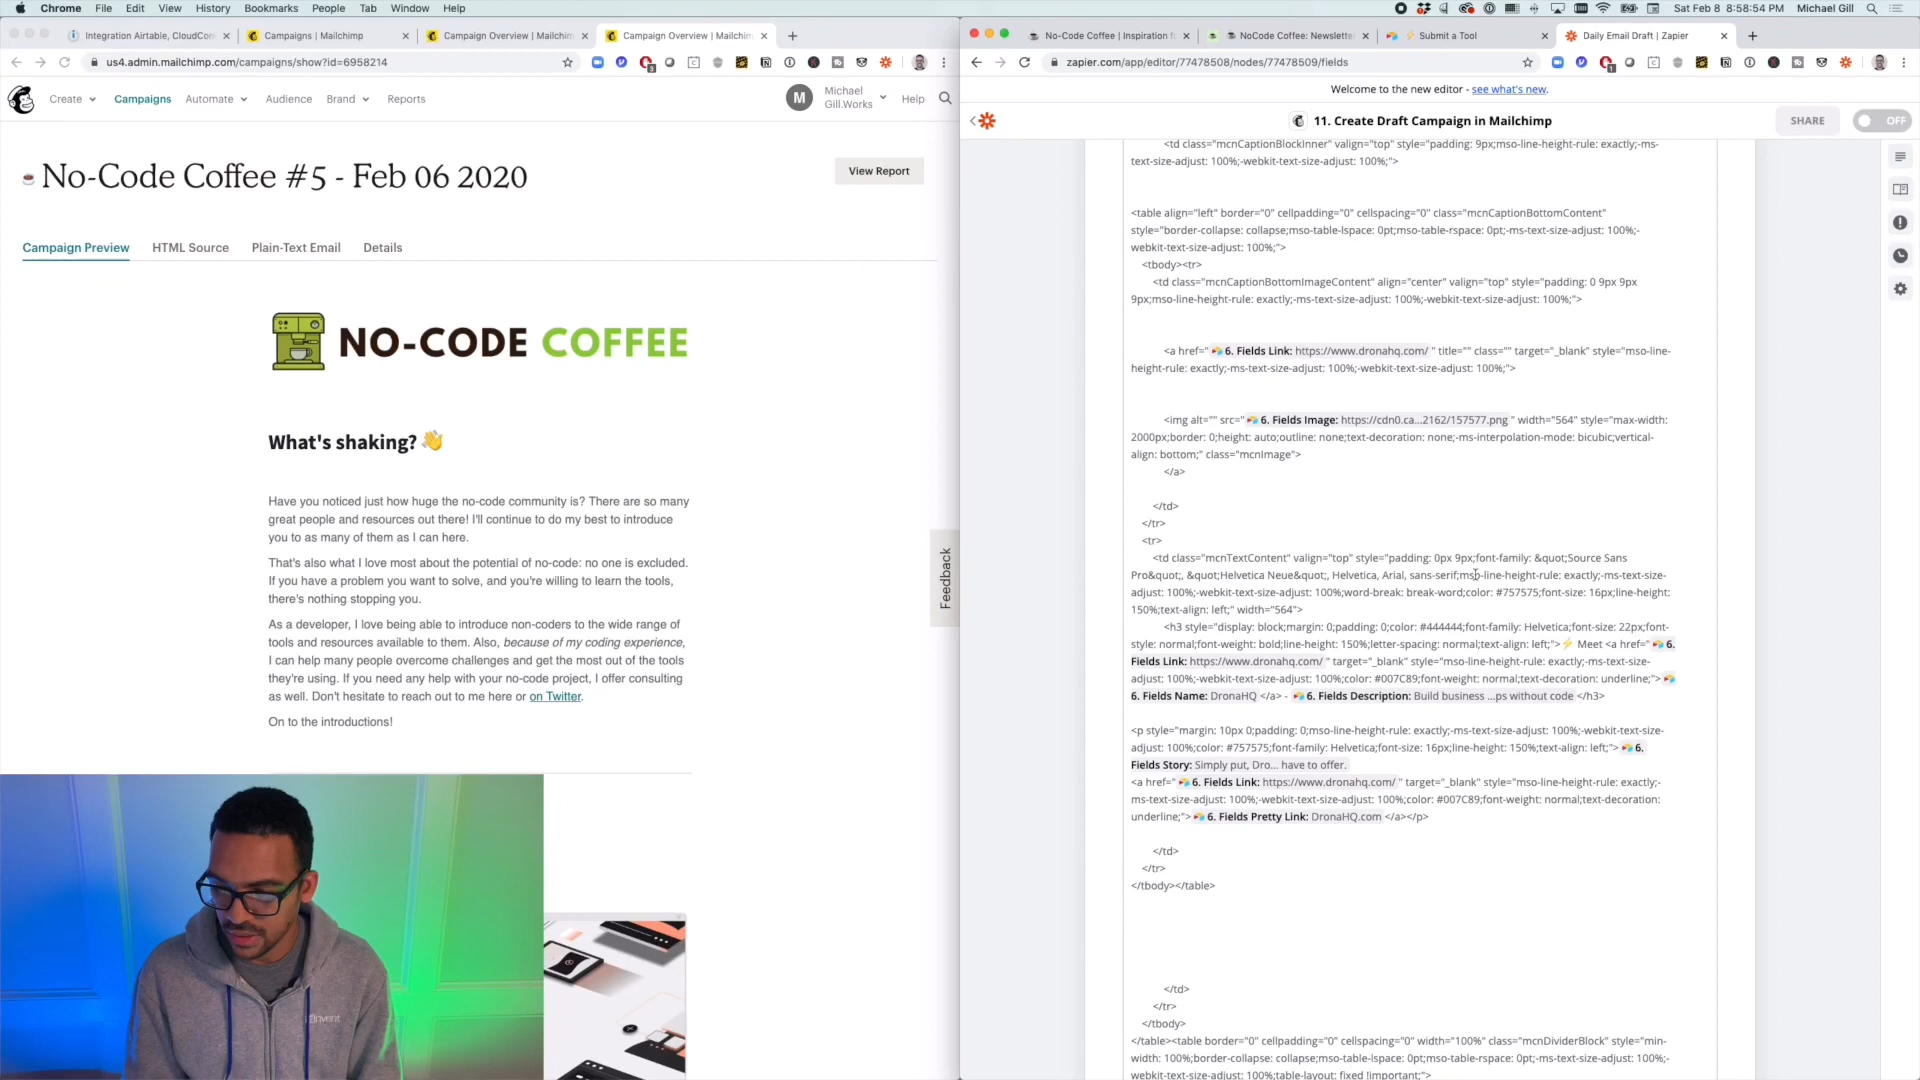 Chrome File Edit View History Bookmarks People Tab Window Help
Sat Feb 8 8:58:54 PM Michael Gill
Integration Airtable, CloudCon
Campaigns | Mailchimp
Campaign Overview | Mailchim
Campaign Overview | Mailchim
us4.admin.mailchimp.com/campaigns/show?id=6958214
Create Campaigns Automate Audience Brand Reports
M Michael Gill.Works Help
No-Code Coffee #5 - Feb 06 2020
View Report
Campaign Preview HTML Source Plain-Text Email Details
NO-CODE COFFEE
What's shaking? 👋
Have you noticed just how huge the no-code community is? There are so many
great people and resources out there! I'll continue to do my best to introduce
you to as many of them as I can here.
That's also what I love most about the potential of no-code: no one is excluded.
If you have a problem you want to solve, and you're willing to learn the tools,
there's nothing stopping you.
As a developer, I love being able to introduce non-coders to the wide range of
tools and resources available to them. Also, because of my coding experience,
I can help many people overcome challenges and get the most out of the tools
they're using. If you need any help with your no-code project, I offer consulting
as well. Don't hesitate to reach out to me here or on Twitter.
On to the introductions!
Feedback
No-Code Coffee | Inspiration f
NoCode Coffee: Newsletter
⚡ Submit a Tool
Daily Email Draft | Zapier
zapier.com/app/editor/77478508/nodes/77478509/fields
Welcome to the new editor - see what's new.
11. Create Draft Campaign in Mailchimp
SHARE OFF
<td class="mcnCaptionBlockInner" valign="top" style="padding: 9px;mso-line-height-rule: exactly;-ms-
text-size-adjust: 100%;-webkit-text-size-adjust: 100%;">
<table align="left" border="0" cellpadding="0" cellspacing="0" class="mcnCaptionBottomContent"
style="border-collapse: collapse;mso-table-lspace: 0pt;mso-table-rspace: 0pt;-ms-text-size-adjust: 100%;-
webkit-text-size-adjust: 100%;">
<tbody><tr>
<td class="mcnCaptionBottomImageContent" align="center" valign="top" style="padding: 0 9px 9px
9px;mso-line-height-rule: exactly;-ms-text-size-adjust: 100%;-webkit-text-size-adjust: 100%;">
<a href=" 6. Fields Link: https://www.dronahq.com/ " title="" class="" target="_blank" style="mso-line-
height-rule: exactly;-ms-text-size-adjust: 100%;-webkit-text-size-adjust: 100%;">
<img alt="" src=" 6. Fields Image: https://cdn0.ca...2162/157577.png " width="564" style="max-width:
2000px;border: 0;height: auto;outline: none;text-decoration: none;-ms-interpolation-mode: bicubic;vertical-
align: bottom;" class="mcnImage">
</a>
</td>
</tr>
<tr>
<td class="mcnTextContent" valign="top" style="padding: 0px 9px;font-family: &quot;Source Sans
Pro&quot;, &quot;Helvetica Neue&quot;, Helvetica, Arial, sans-serif;mso-line-height-rule: exactly;-ms-text-size-
adjust: 100%;-webkit-text-size-adjust: 100%;word-break: break-word;color: #757575;font-size: 16px;line-height:
150%;text-align: left;" width="564">
<h3 style="display: block;margin: 0;padding: 0;color: #444444;font-family: Helvetica;font-size: 22px;font-
style: normal;font-weight: bold;line-height: 150%;letter-spacing: normal;text-align: left;">⚡ Meet <a href=" 6.
Fields Link: https://www.dronahq.com/ " target="_blank" style="mso-line-height-rule: exactly;-ms-text-size-
adjust: 100%;-webkit-text-size-adjust: 100%;color: #007C89;font-weight: normal;text-decoration: underline;">
6. Fields Name: DronaHQ </a> - 6. Fields Description: Build business ...ps without code </h3>
<p style="margin: 10px 0;padding: 0;mso-line-height-rule: exactly;-ms-text-size-adjust: 100%;-webkit-text-size-
adjust: 100%;color: #757575;font-family: Helvetica;font-size: 16px;line-height: 150%;text-align: left;"> 6.
Fields Story: Simply put, Dro... have to offer.
<a href=" 6. Fields Link: https://www.dronahq.com/ " target="_blank" style="mso-line-height-rule: exactly;-
ms-text-size-adjust: 100%;-webkit-text-size-adjust: 100%;color: #007C89;font-weight: normal;text-decoration:
underline;"> 6. Fields Pretty Link: DronaHQ.com </a></p>
</td>
</tr>
</tbody></table>
</td>
</tr>
</tbody>
</table><table border="0" cellpadding="0" cellspacing="0" width="100%" class="mcnDividerBlock" style="min-
width: 100%;border-collapse: collapse;mso-table-lspace: 0pt;mso-table-rspace: 0pt;-ms-text-size-adjust: 100%;-
webkit-text-size-adjust: 100%;table-layout: fixed !important;">